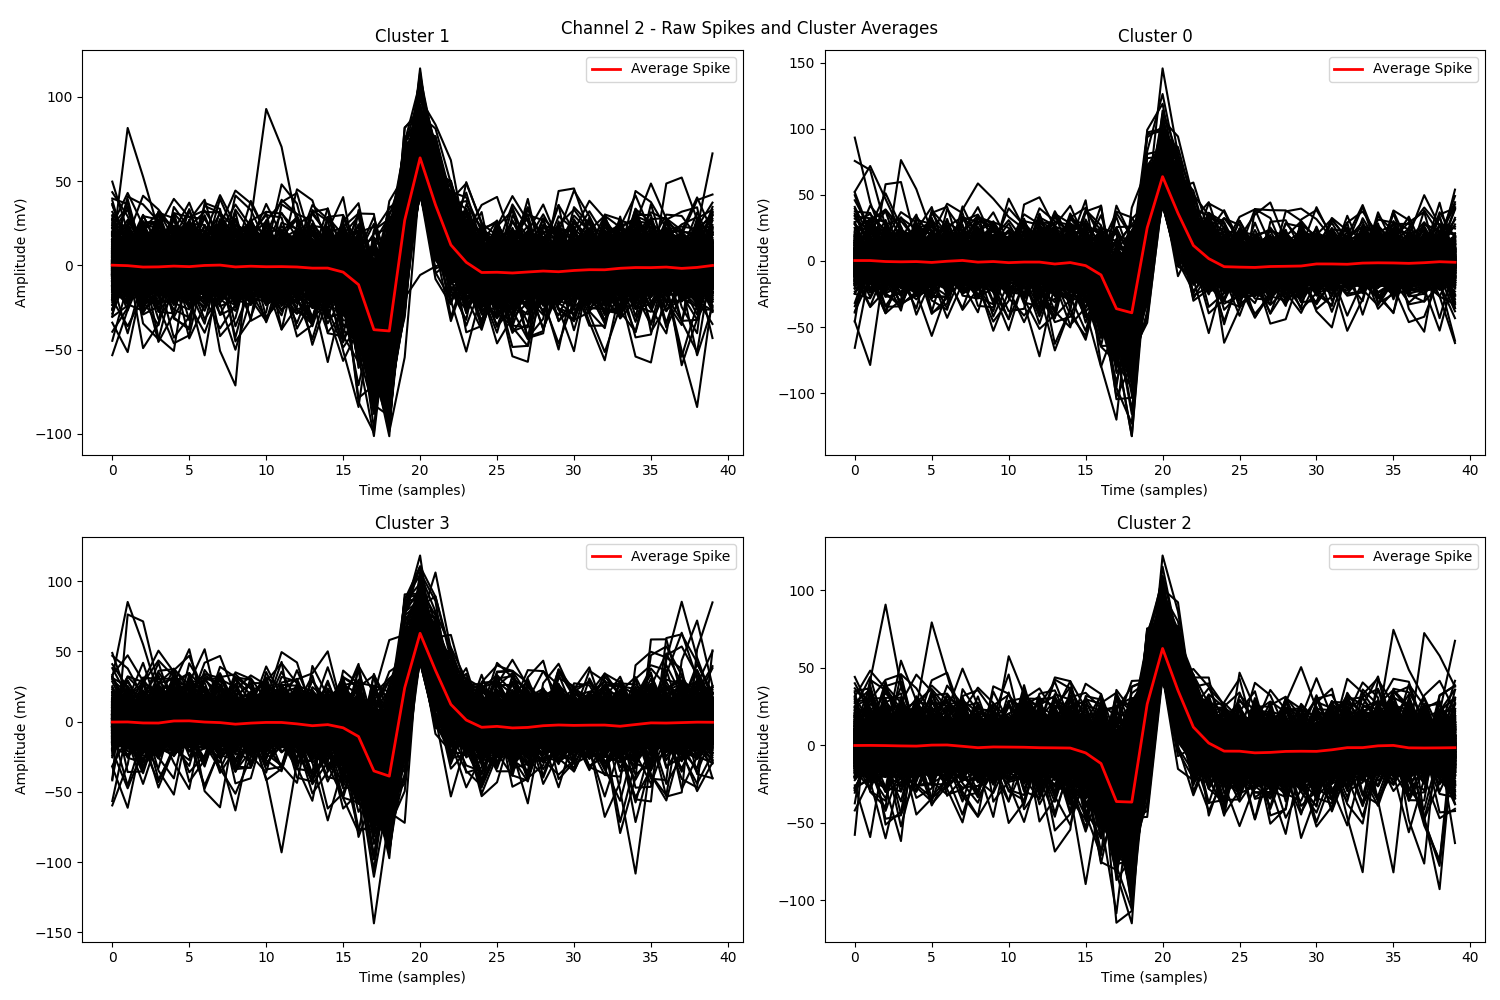 Channel 2 - Raw Spikes and Cluster Averages
Cluster 1
Average Spike
Amplitude (mV)
100
50
0
−50
−100
0 5 10 15 20 25 30 35 40
Time (samples)
Cluster 0
Average Spike
Amplitude (mV)
150
100
50
0
−50
−100
0 5 10 15 20 25 30 35 40
Time (samples)
Cluster 3
Average Spike
Amplitude (mV)
100
50
0
−50
−100
−150
0 5 10 15 20 25 30 35 40
Time (samples)
Cluster 2
Average Spike
Amplitude (mV)
100
50
0
−50
−100
0 5 10 15 20 25 30 35 40
Time (samples)